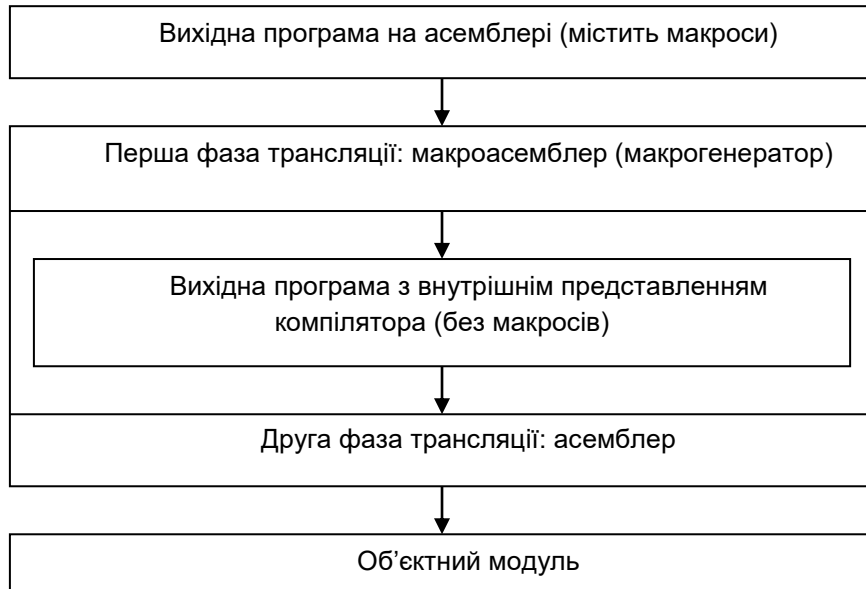 Вихідна програма на асемблері (містить макроси)
Перша фаза трансляції: макроасемблер (макрогенератор)
Вихідна програма з внутрішнім представленням
компілятора (без макросів)
Друга фаза трансляції: асемблер
Об’єктний модуль